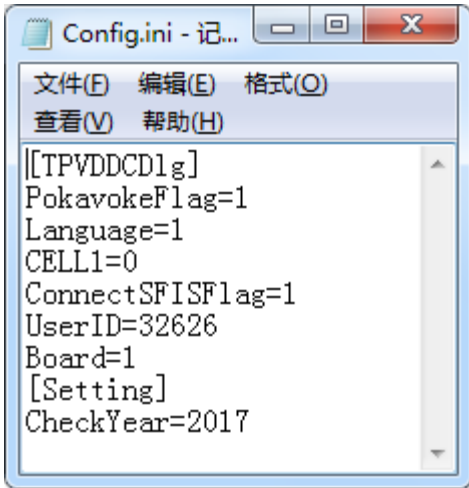 Config.ini - 记...
文件(F) 编辑(E) 格式(O)
查看(V) 帮助(H)
[TPVDDCDlg]
PokavokeFlag=1
Language=1
CELL1=0
ConnectSFISFlag=1
UserID=32626
Board=1
[Setting]
CheckYear=2017